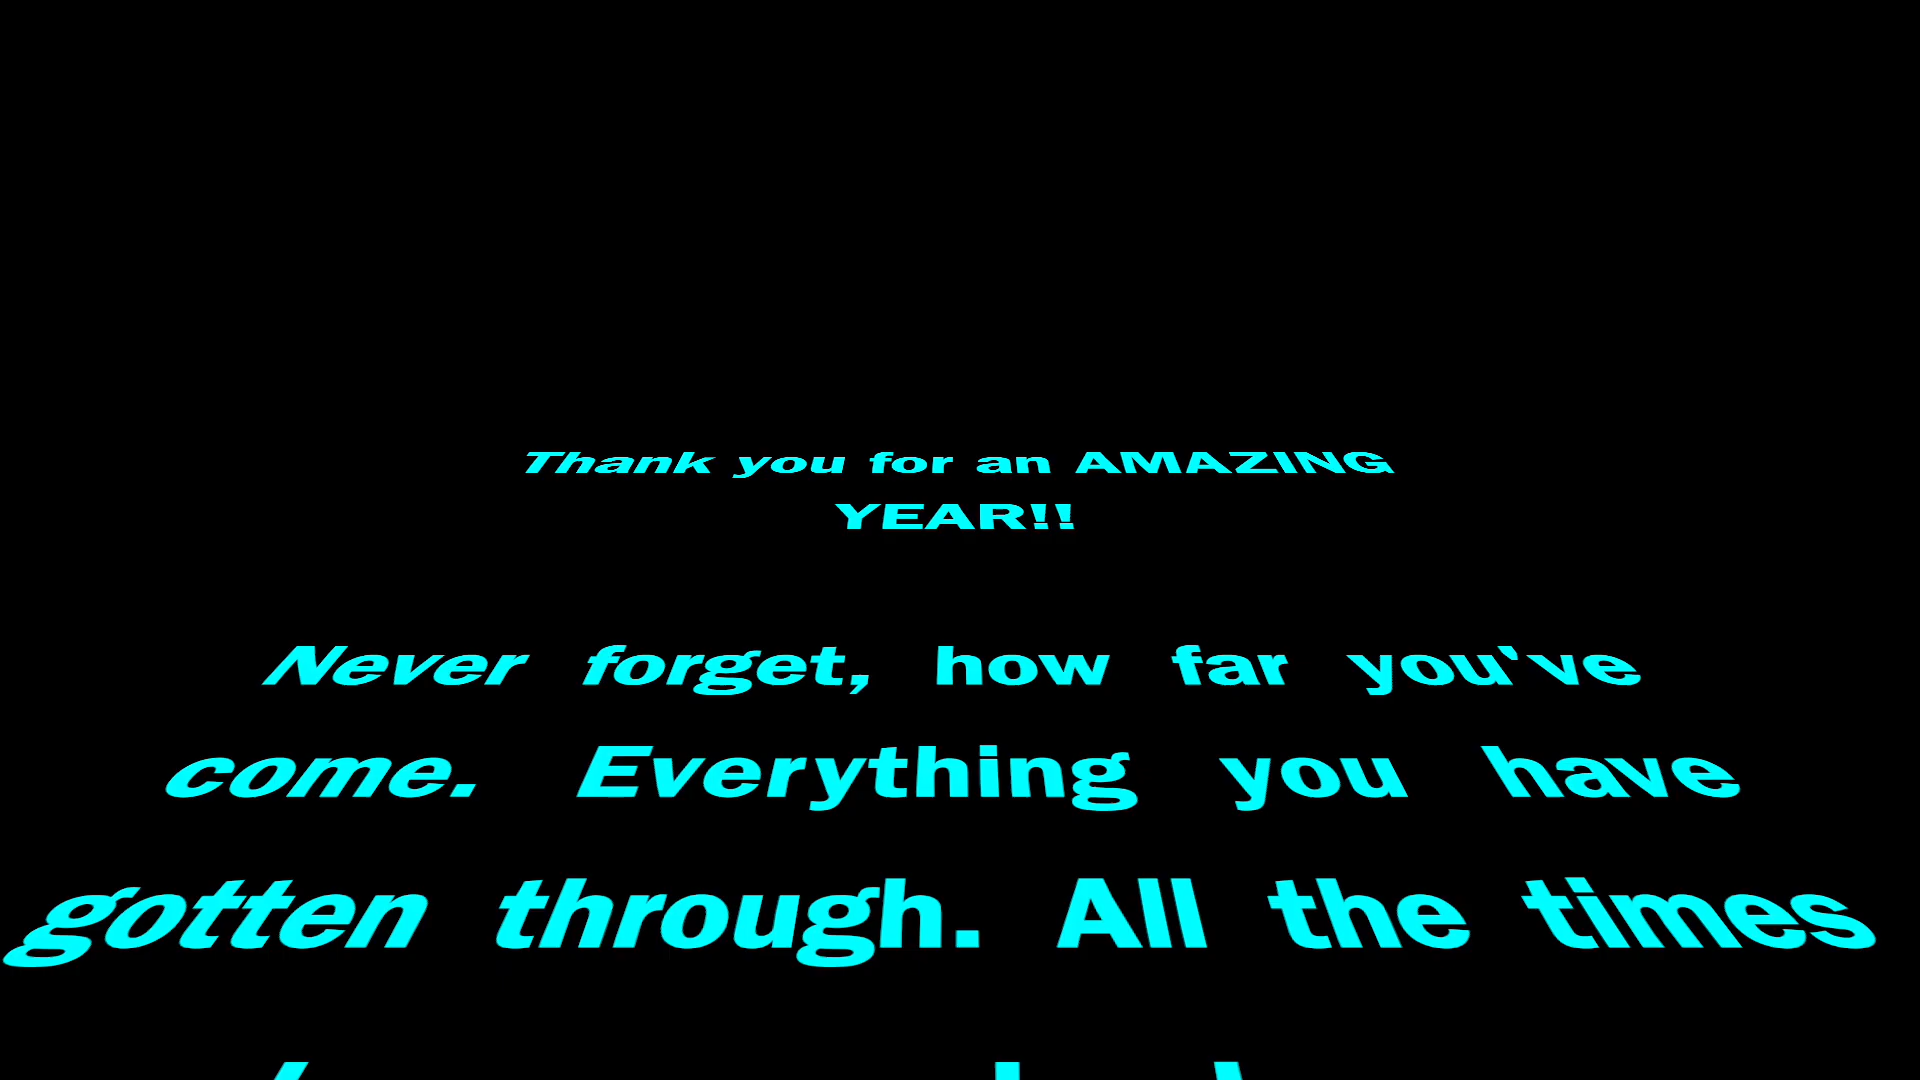 Thank you for an AMAZING
YEAR!!
Never forget, how far you've
come. Everything you have
gotten through. All the times